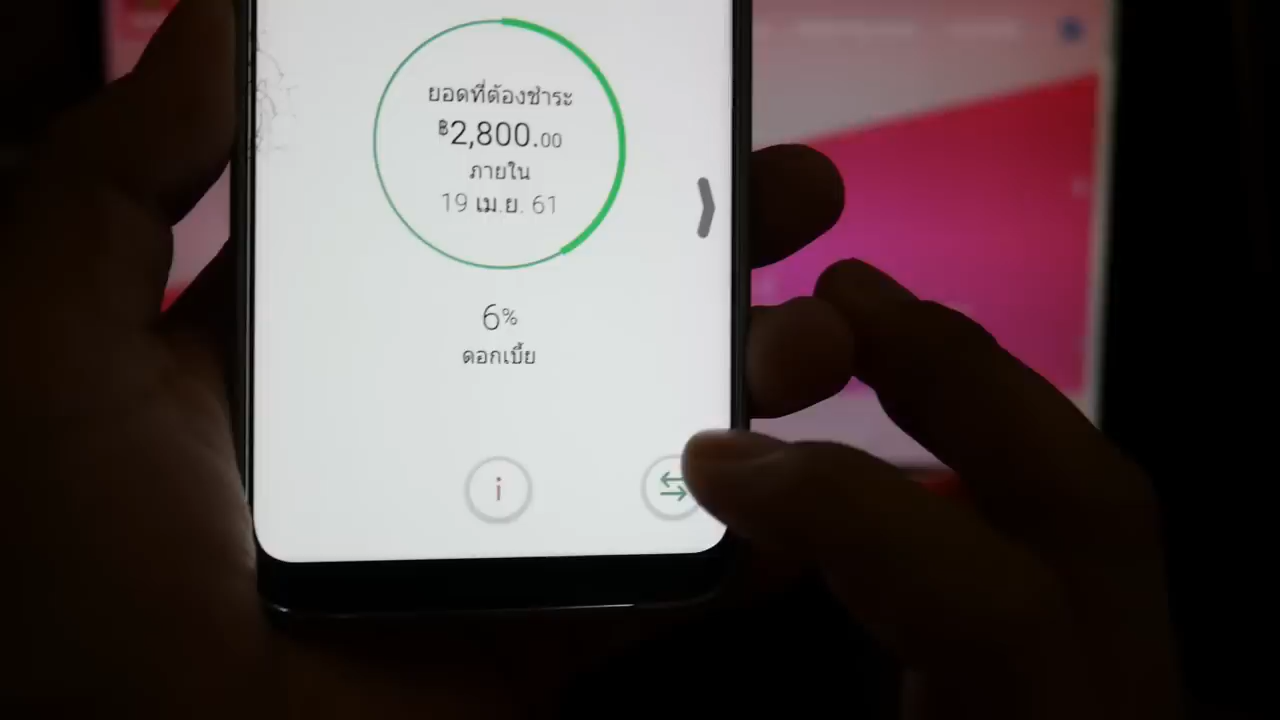 ยอดที่ต้องชำระ
฿2,800.00
ภายใน
19 เม.ย. 61
6%
ดอกเบี้ย
i